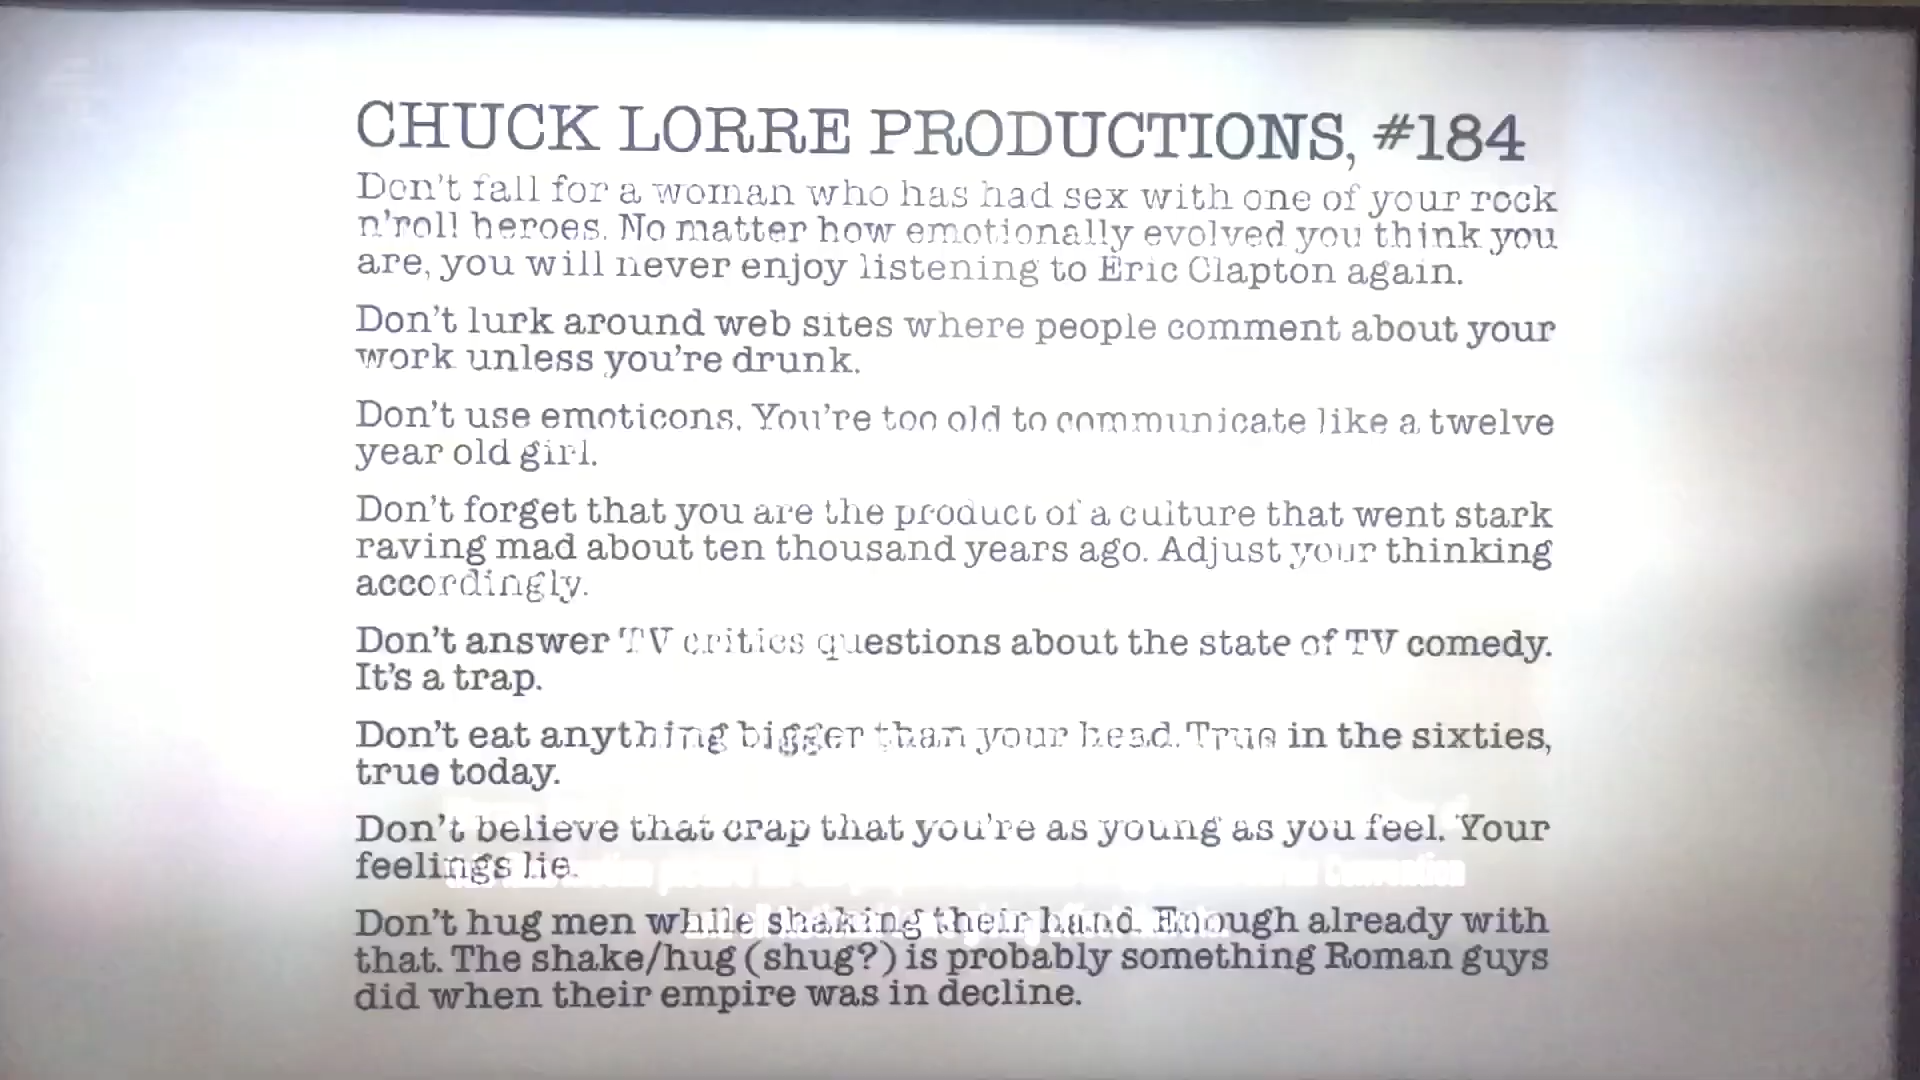 CHUCK LORRE PRODUCTIONS, #184
Don't fall for a woman who has had sex with one of your rock
n'roll heroes. No matter how emotionally evolved you think you
are, you will never enjoy listening to Eric Clapton again.
Don't lurk around web sites where people comment about your
work unless you're drunk.
Don't use emoticons. You're too old to communicate like a twelve
year old girl.
Don't forget that you are the product of a culture that went stark
raving mad about ten thousand years ago. Adjust your thinking
accordingly.
Don't answer TV critics questions about the state of TV comedy.
It's a trap.
Don't eat anything bigger than your head. True in the sixties,
true today.
Don't believe that crap that you're as young as you feel. Your
feelings lie.
Convention
Don't hug men while shaking their hand. Enough already with
that. The shake/hug (shug?) is probably something Roman guys
did when their empire was in decline.